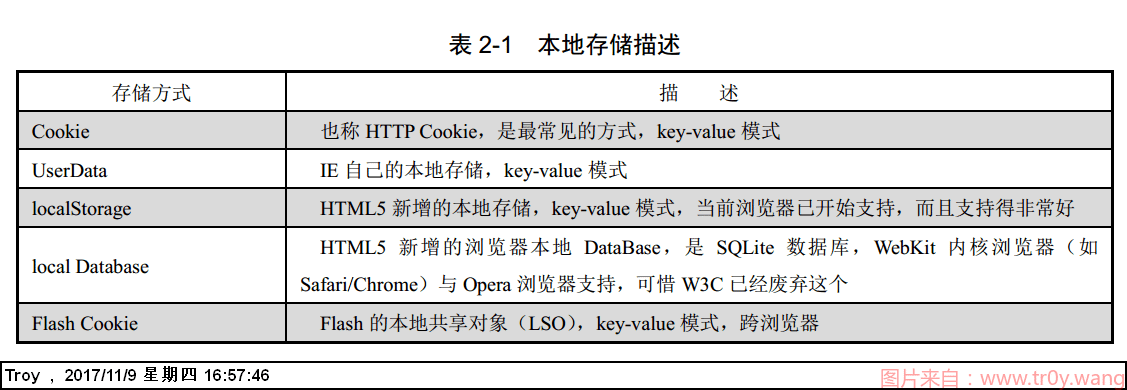 表 2-1 本地存储描述
存储方式 描 述
Cookie 也称 HTTP Cookie，是最常见的方式，key-value 模式
UserData IE 自己的本地存储，key-value 模式
localStorage HTML5 新增的本地存储，key-value 模式，当前浏览器已开始支持，而且支持得非常好
local Database HTML5 新增的浏览器本地 DataBase，是 SQLite 数据库，WebKit 内核浏览器（如
Safari/Chrome）与 Opera 浏览器支持，可惜 W3C 已经废弃这个
Flash Cookie Flash 的本地共享对象（LSO），key-value 模式，跨浏览器
Troy , 2017/11/9 星期四 16:57:46
图片来自：www.tr0y.wang